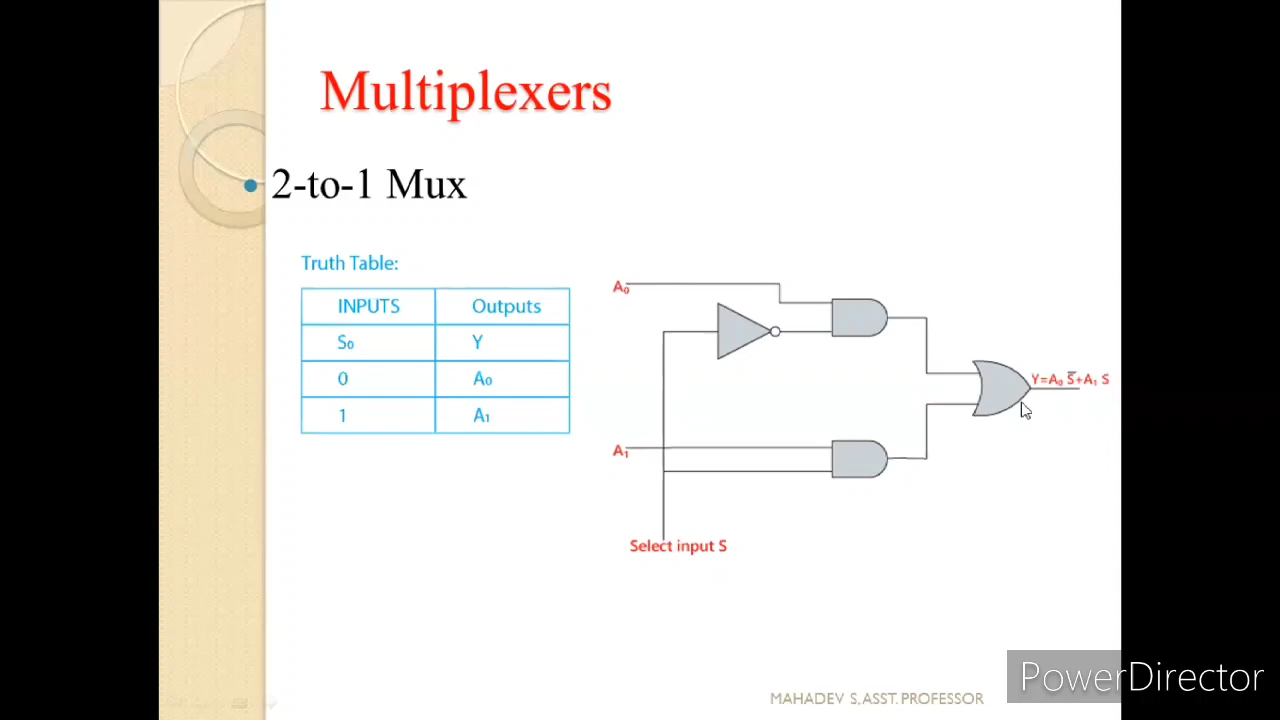 Multiplexers
2-to-1 Mux
Truth Table:
INPUTS Outputs
S₀ Y
0 A₀
1 A₁
A₀
A₁
Select input S
Y=A₀ S̅+A₁ S
MAHADEV S, ASST. PROFESSOR
PowerDirector